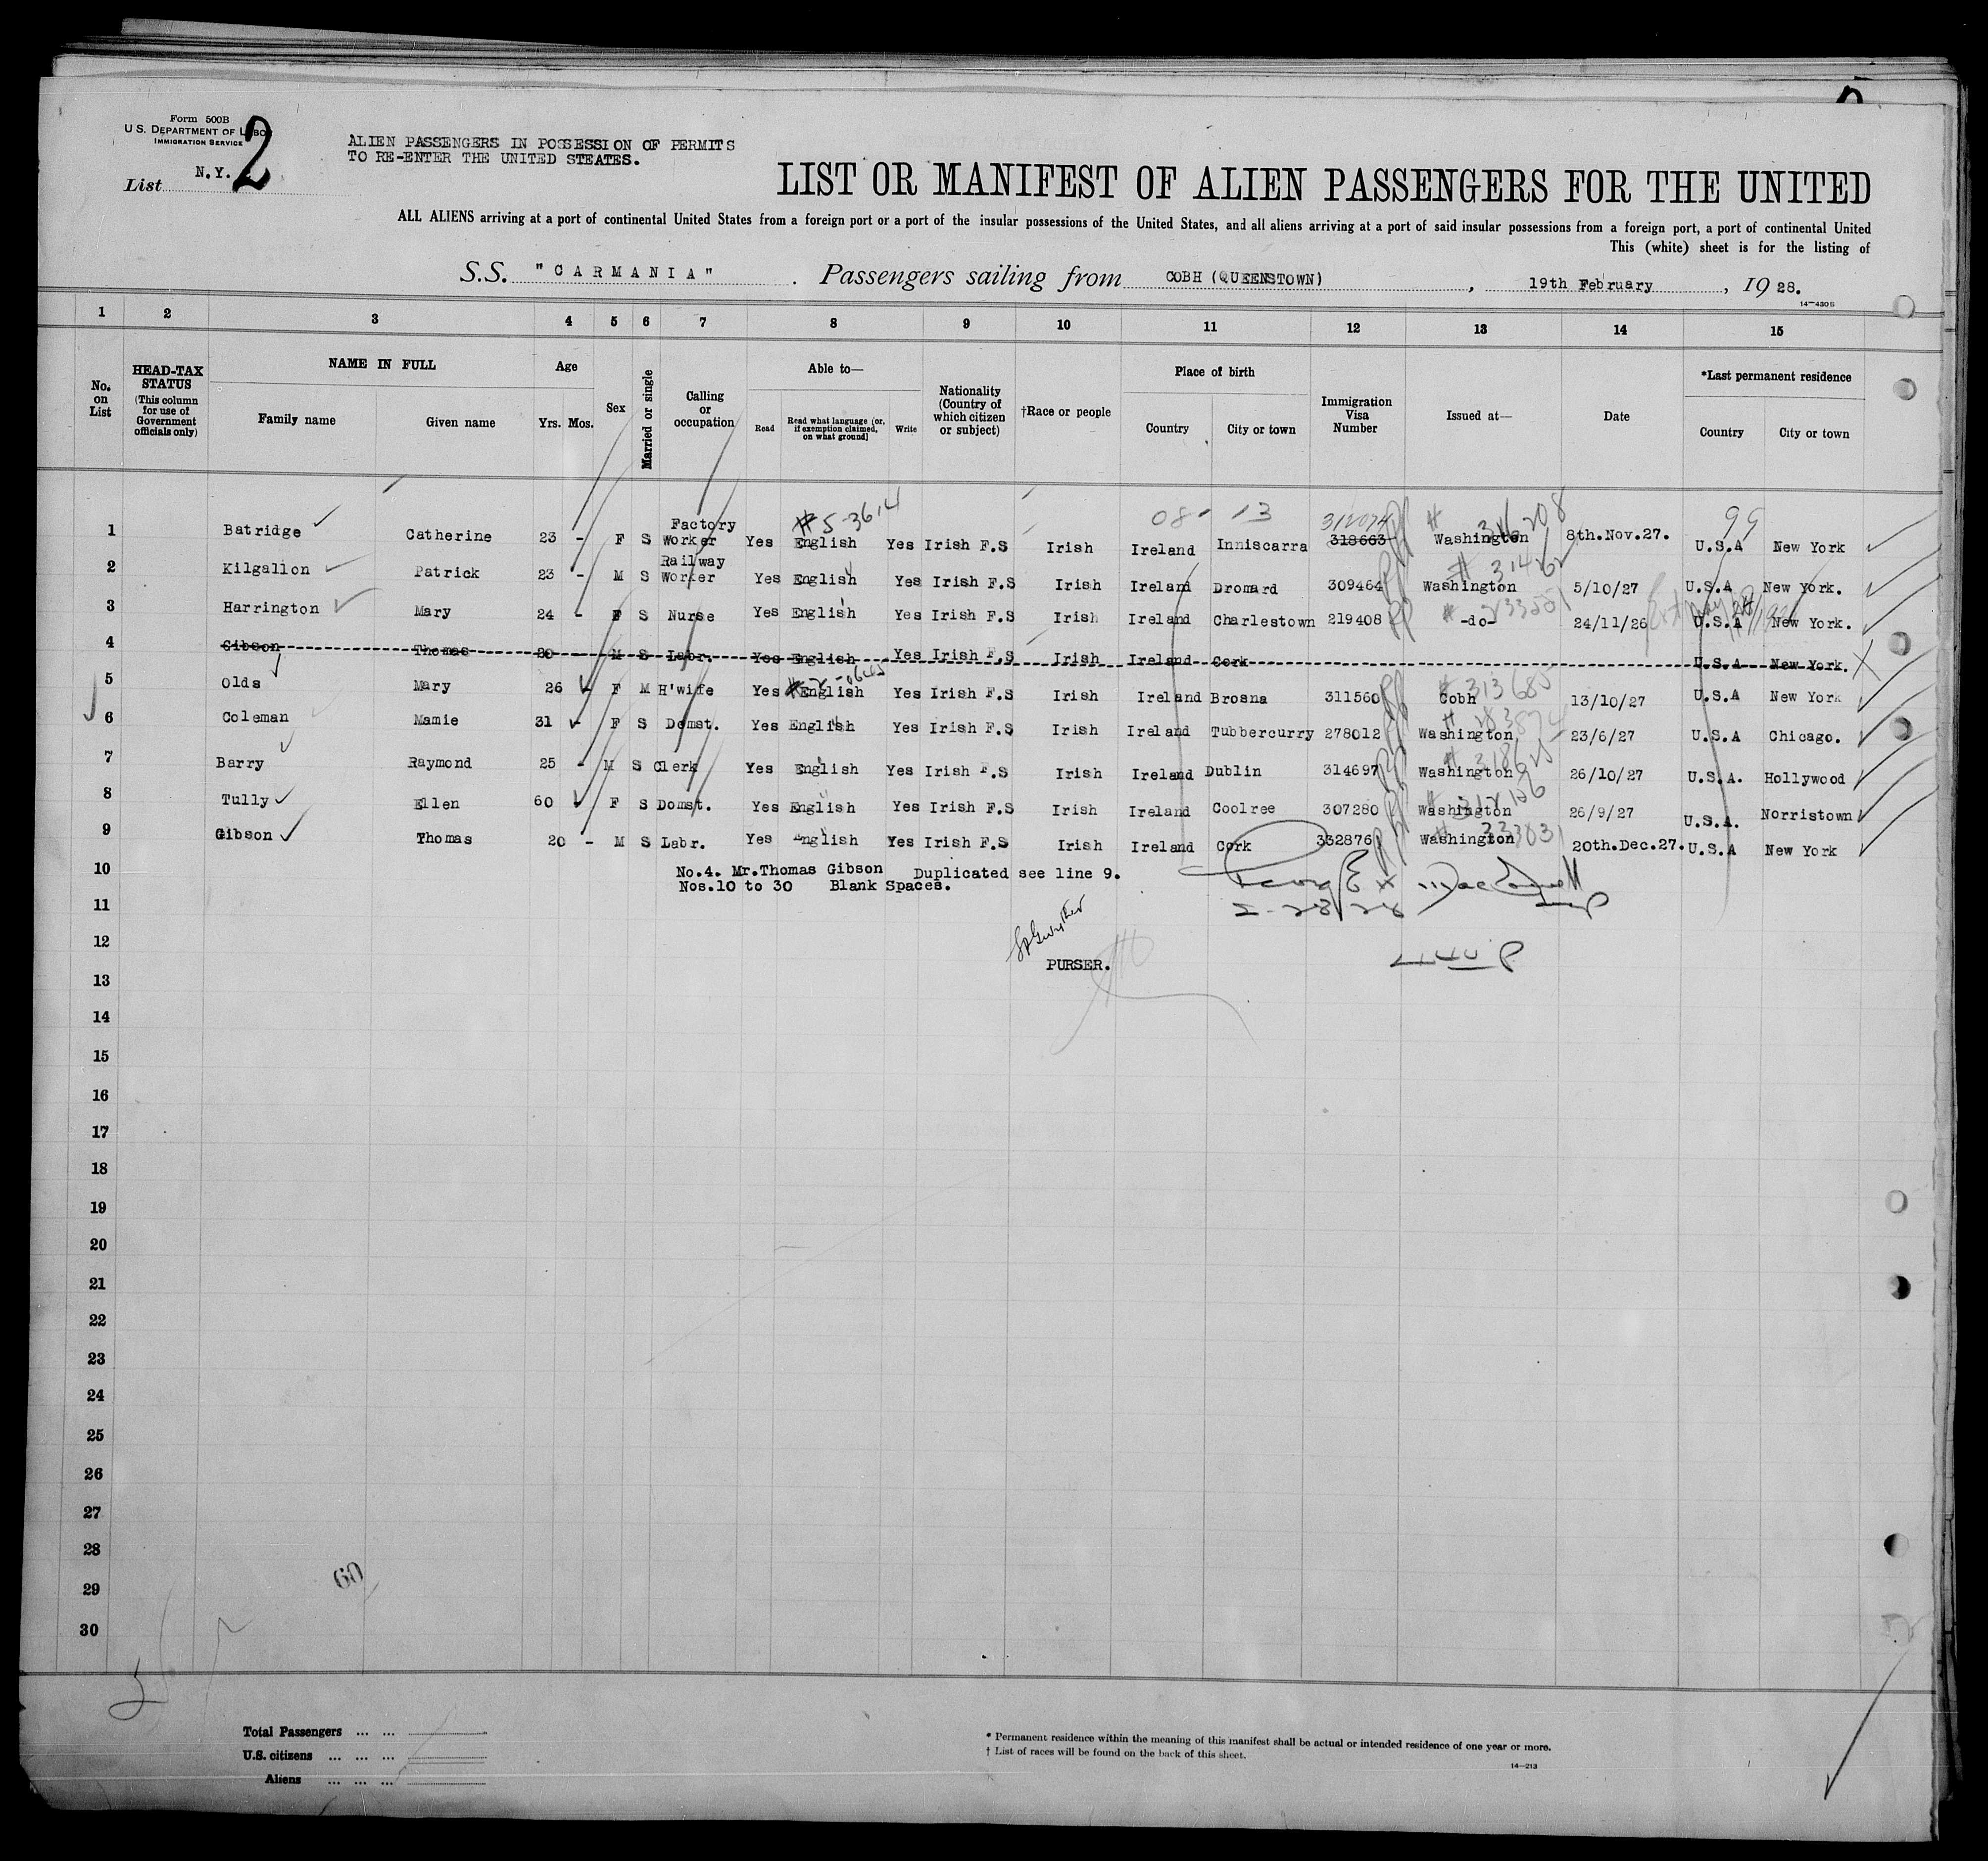 Form 500B
U.S. DEPARTMENT OF LABOR
IMMIGRATION SERVICE
List N.Y. 2
ALIEN PASSENGERS IN POSSESSION OF PERMITS
TO RE-ENTER THE UNITED STEATES.
LIST OR MANIFEST OF ALIEN PASSENGERS FOR THE UNITED
ALL ALIENS arriving at a port of continental United States from a foreign port or a port of the insular possessions of the United States, and all aliens arriving at a port of said insular possessions from a foreign port, a port of continental United
This (white) sheet is for the listing of
S.S. "CARMANIA". Passengers sailing from COBH (QUEENSTOWN), 19th February, 1928.
14-480B
1 2 3 4 5 6 7 8 9 10 11 12 13 14 15
No. on List
HEAD-TAX STATUS (This column for use of Government officials only)
NAME IN FULL
Family name Given name
Age
Yrs. Mos.
Sex
Married or single
Calling or occupation
Able to—
Read Read what language [or, if exemption claimed, on what ground] Write
Nationality (Country of which citizen or subject)
†Race or people
Place of birth
Country City or town
Immigration Visa Number
Issued at—
Date
*Last permanent residence
Country City or town
#5-3614 08- 13 312074 # 316208 99
1 Batridge Catherine 23 - F S Factory Worker Yes English Yes Irish F.S Irish Ireland Inniscarra 318663 Washington 8th.Nov.27. U.S.A New York
2 Kilgallon Patrick 23 - M S Railway Worker Yes English Yes Irish F.S Irish Ireland Dromard 309464 Washington 5/10/27 U.S.A New York.
3 Harrington Mary 24 - F S Nurse Yes English Yes Irish F.S Irish Ireland Charlestown 219408 -do- 24/11/26 U.S.A New York.
4 Gibson Thomas 20 - M S Labr. Yes English Yes Irish F.S Irish Ireland Cork U.S.A New York.
5 Olds Mary 26 - F M H'wife Yes English Yes Irish F.S Irish Ireland Brosna 311560 Cobh # 313680 13/10/27 U.S.A New York
6 Coleman Mamie 31 - F S Domst. Yes English Yes Irish F.S Irish Ireland Tubbercurry 278012 Washington 23/6/27 U.S.A Chicago.
7 Barry Raymond 25 - M S Clerk Yes English Yes Irish F.S Irish Ireland Dublin 314697 Washington 26/10/27 U.S.A. Hollywood
8 Tully Ellen 60 F S Domst. Yes English Yes Irish F.S Irish Ireland Coolree 307280 Washington 26/9/27 U.S.A. Norristown
9 Gibson Thomas 20 - M S Labr. Yes English Yes Irish F.S Irish Ireland Cork 332876 Washington 20th.Dec.27. U.S.A New York
10 No.4. Mr.Thomas Gibson Duplicated see line 9.
Nos.10 to 30 Blank Spaces.
11 2-28/28
12
PURSER.
13
14
15
16
17
18
19
20
21
22
23
24
25
26
27
28
29
60
30
Total Passengers ... ...
U.S. citizens ... ... ...
Aliens ... ... ...
* Permanent residence within the meaning of this manifest shall be actual or intended residence of one year or more.
† List of races will be found on the back of this sheet.
14-213